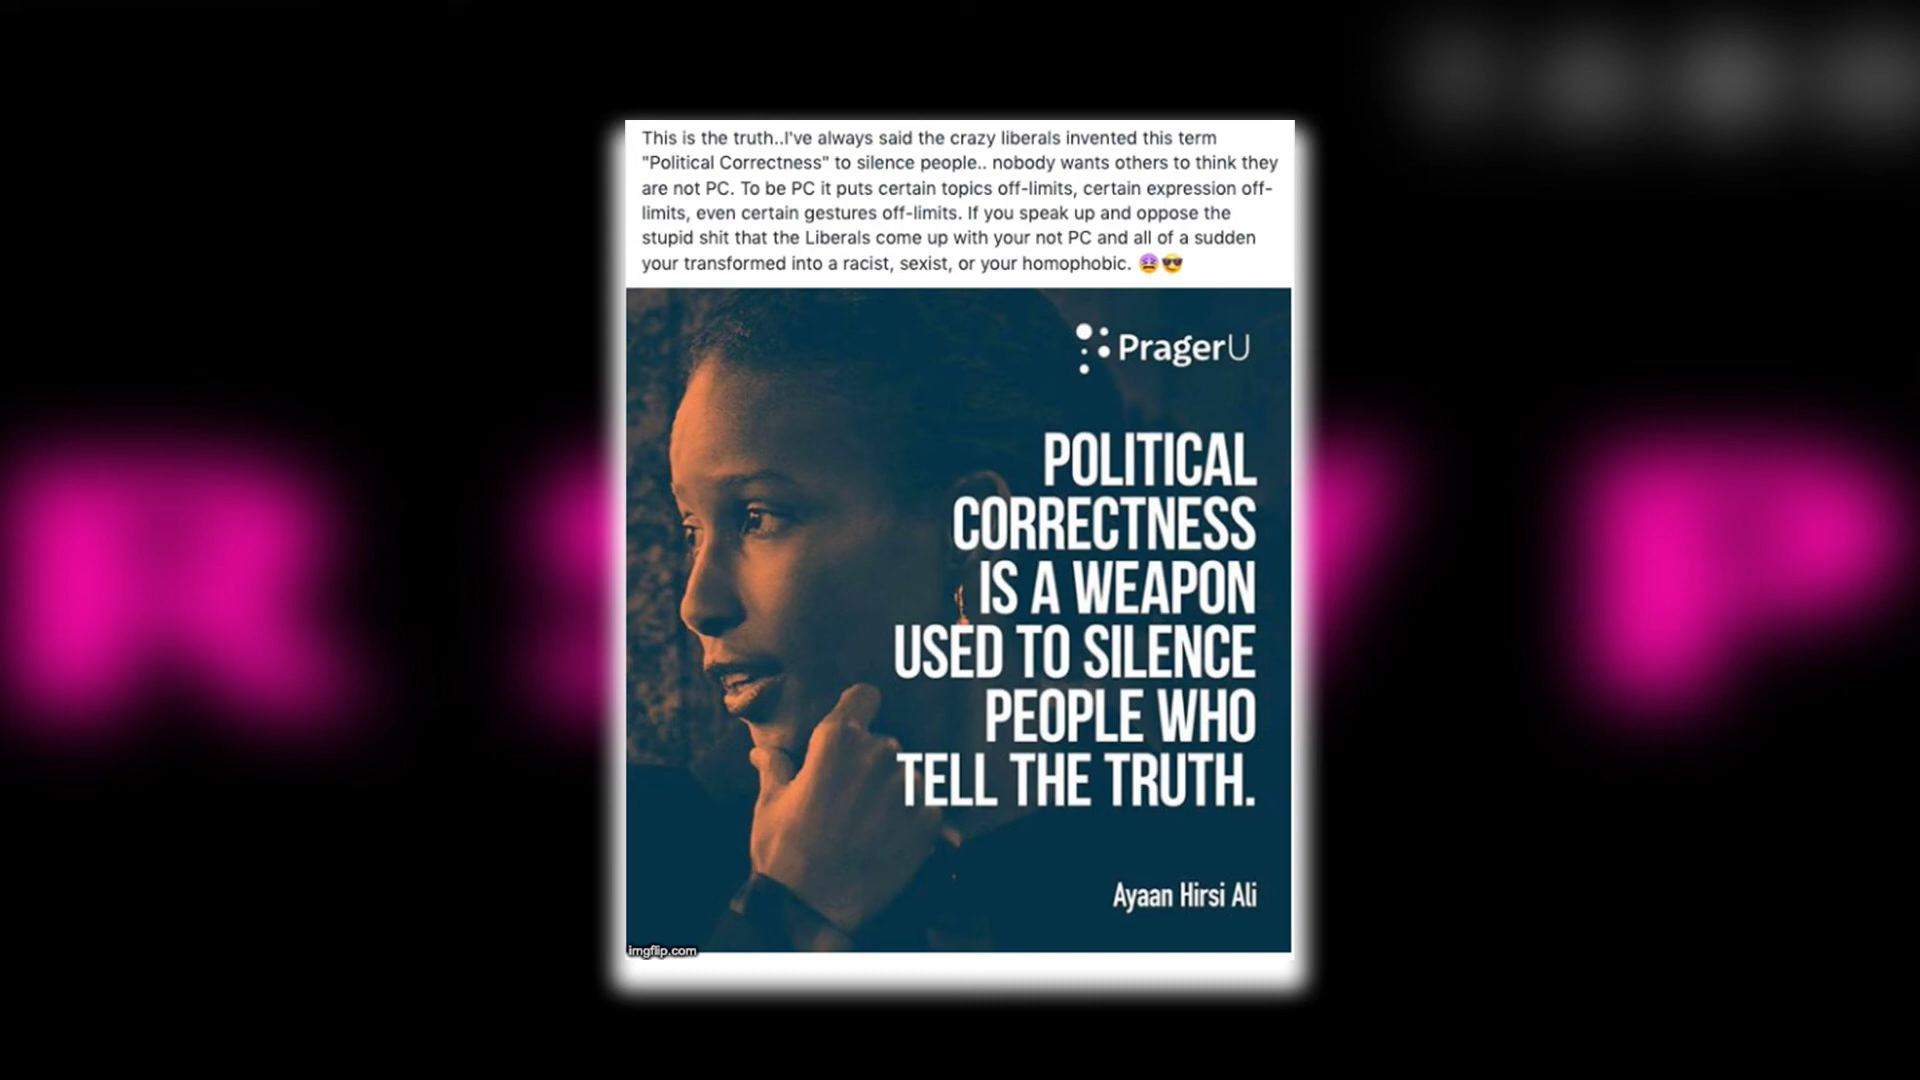 This is the truth..I've always said the crazy liberals invented this term
"Political Correctness" to silence people.. nobody wants others to think they
are not PC. To be PC it puts certain topics off-limits, certain expression off-
limits, even certain gestures off-limits. If you speak up and oppose the
stupid shit that the Liberals come up with your not PC and all of a sudden
your transformed into a racist, sexist, or your homophobic. 😫😎
PragerU
POLITICAL
CORRECTNESS
IS A WEAPON
USED TO SILENCE
PEOPLE WHO
TELL THE TRUTH.
Ayaan Hirsi Ali
imgflip.com